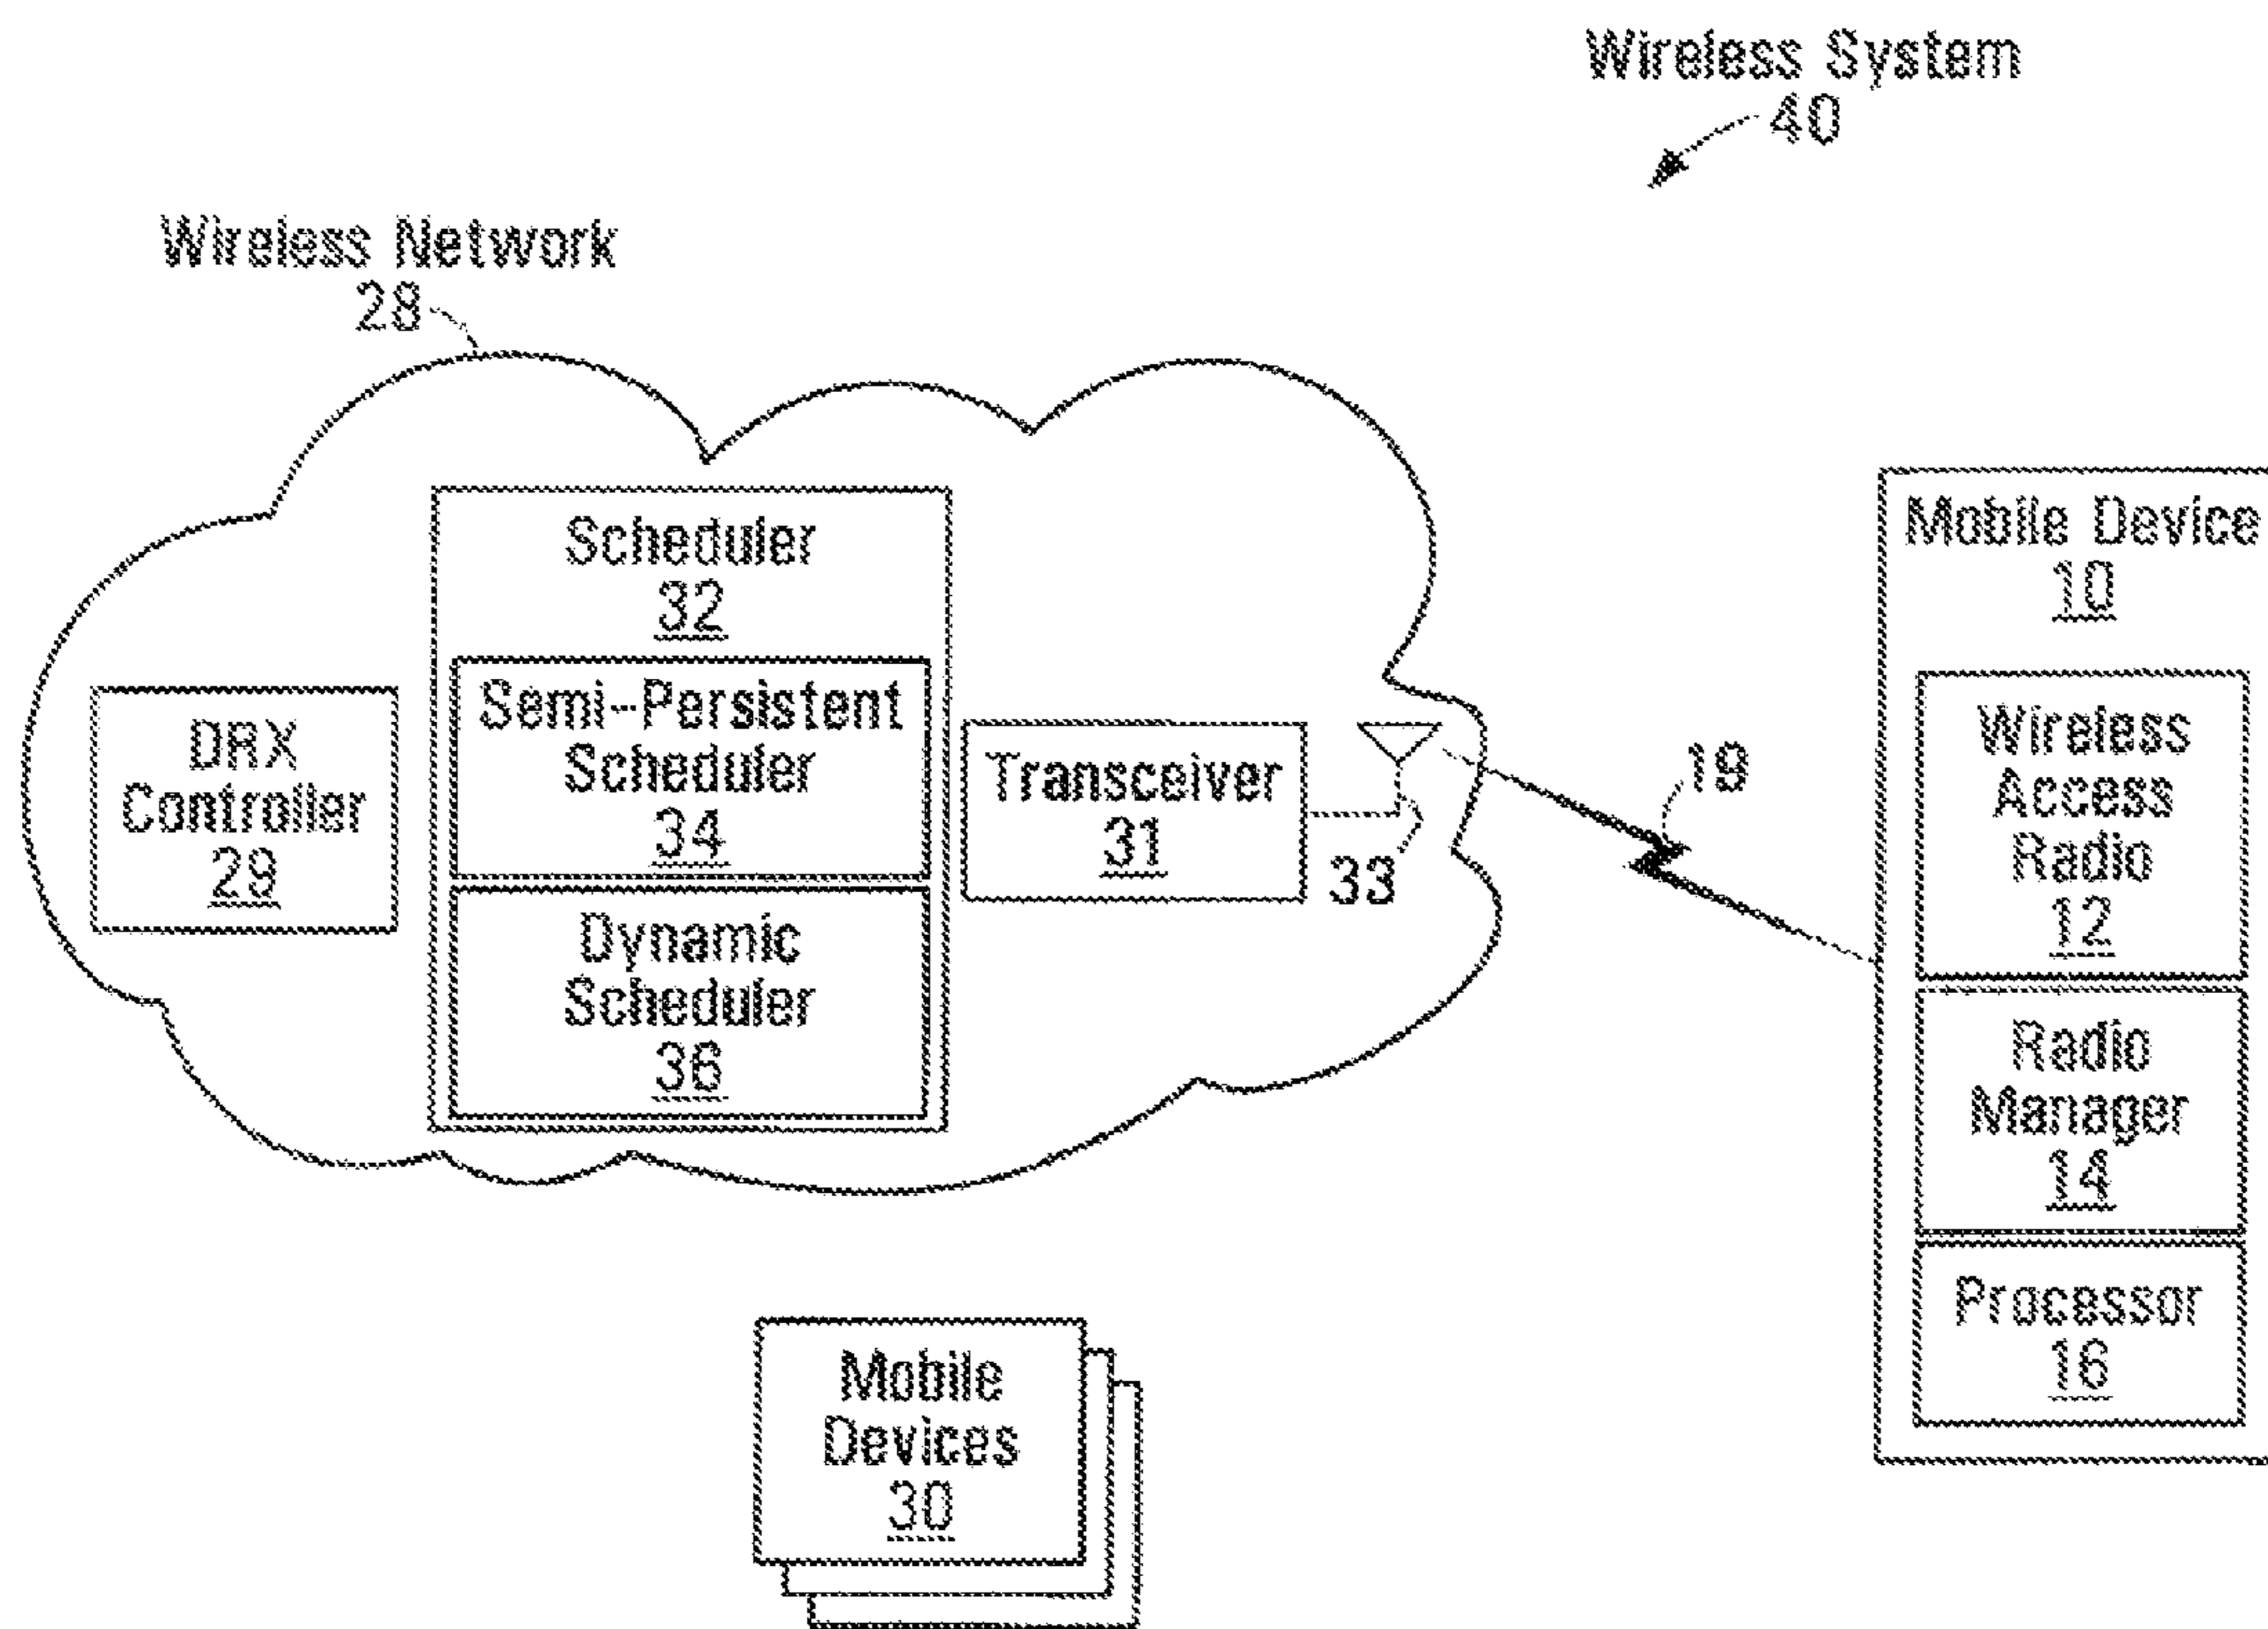 Wireless System
40
Wireless Network
28
Scheduler
32
Semi-Persistent
Scheduler
34
Dynamic
Scheduler
36
DRX
Controller
29
Transceiver
31
33
19
Mobile Device
10
Wireless
Access
Radio
12
Radio
Manager
14
Processor
16
Mobile
Devices
30